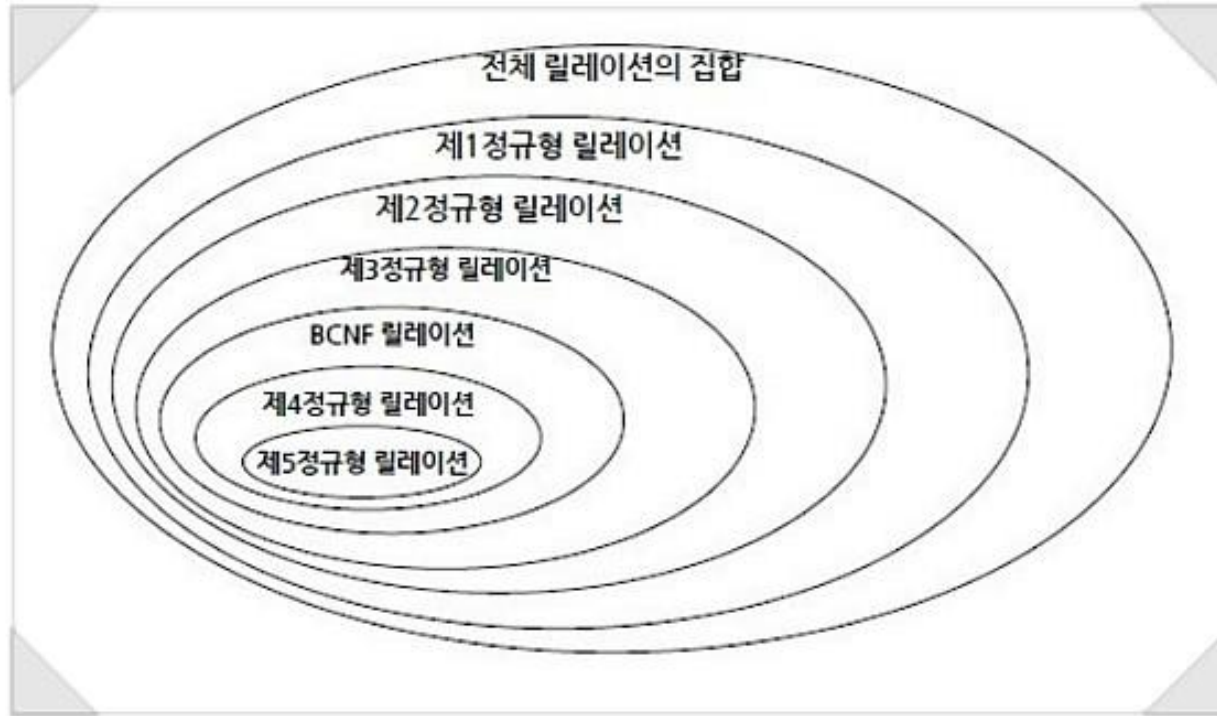 전체 릴레이션의 집합
제1정규형 릴레이션
제2정규형 릴레이션
제3정규형 릴레이션
BCNF 릴레이션
제4정규형 릴레이션
제5정규형 릴레이션